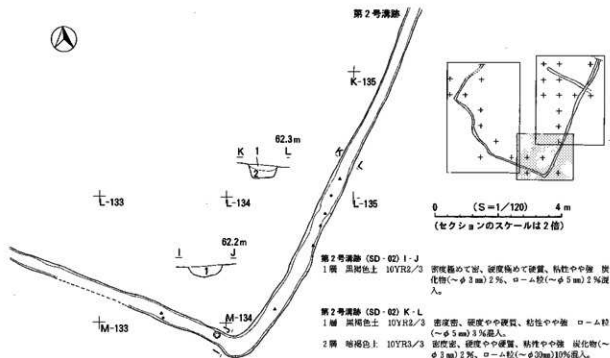 第2号溝跡
K-135
62.3m
K 1 L
2
L-133
L-134
L-135
K
L
62.2m
I J
1
M-133
M-134
0 (S=1/120) 4 m
(セクションのスケールは2倍)
第2号溝跡 (SD-02) I-J
1層 黒褐色土 10YR2/3 密度極めて密、硬度極めて硬質、粘性やや強 炭
化物(~φ3㎜)2%、ローム粒(~φ5㎜)2%混
入。
第2号溝跡 (SD-02) K-L
1層 黒褐色土 10YR2/3 密度密、硬度やや硬質、粘性やや強 ローム粒
(~φ5㎜)3%混入。
2層 暗褐色土 10YR3/3 密度密、硬度やや硬質、粘性やや強 炭化物(~
φ3㎜)2%、ローム粒(~φ30㎜)10%混入。